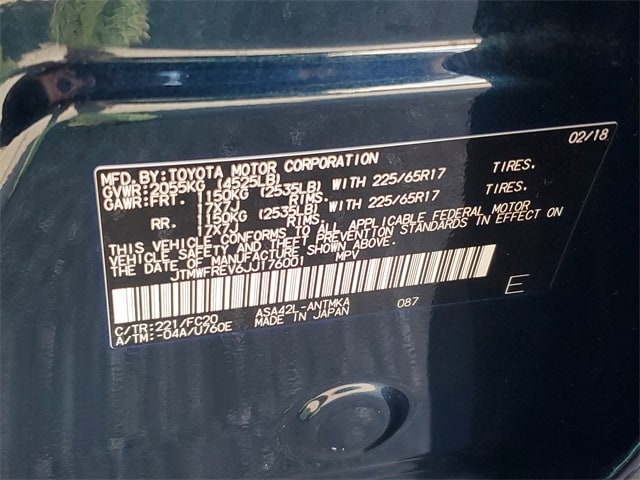 02/18
MFD. BY: TOYOTA MOTOR CORPORATION
GVWR: 2055KG (4525LB)
GAWR: FRT. 1150KG (2535LB) WITH 225/65R17 TIRES.
17X7J RIMS.
RR. 1150KG (2535LB) WITH 225/65R17 TIRES.
17X7J RIMS.
THIS VEHICLE CONFORMS TO ALL APPLICABLE FEDERAL MOTOR
VEHICLE SAFETY AND BUMPER STANDARDS IN EFFECT ON
THE DATE OF MANUFACTURE SHOWN ABOVE.
JTMWFREV6JJ176001 MPV
E
C/TR: 221/FC20 ASA42L-ANTMKA 087
A/TM: -04A/U760E MADE IN JAPAN